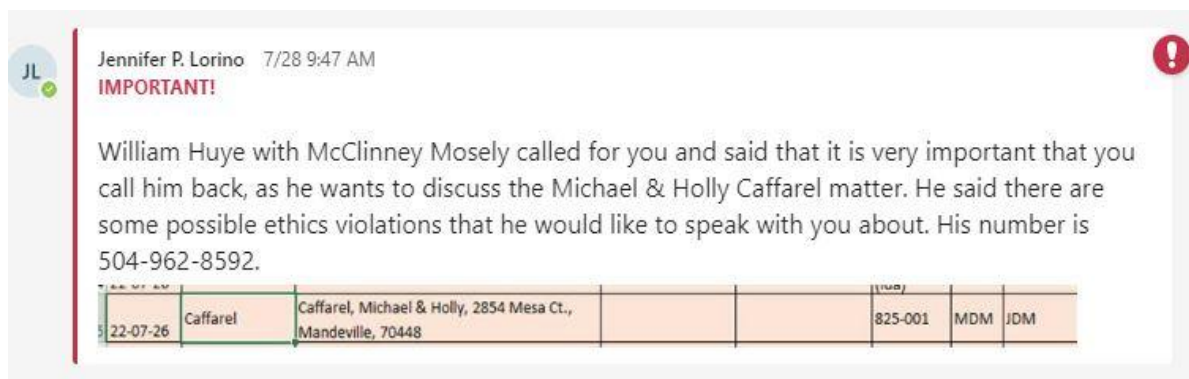 JL
Jennifer P. Lorino 7/28 9:47 AM
IMPORTANT!
William Huye with McClinney Mosely called for you and said that it is very important that you
call him back, as he wants to discuss the Michael & Holly Caffarel matter. He said there are
some possible ethics violations that he would like to speak with you about. His number is
504-962-8592.
22-07-26 Caffarel Caffarel, Michael & Holly, 2854 Mesa Ct., 825-001 MDM JDM
Mandeville, 70448